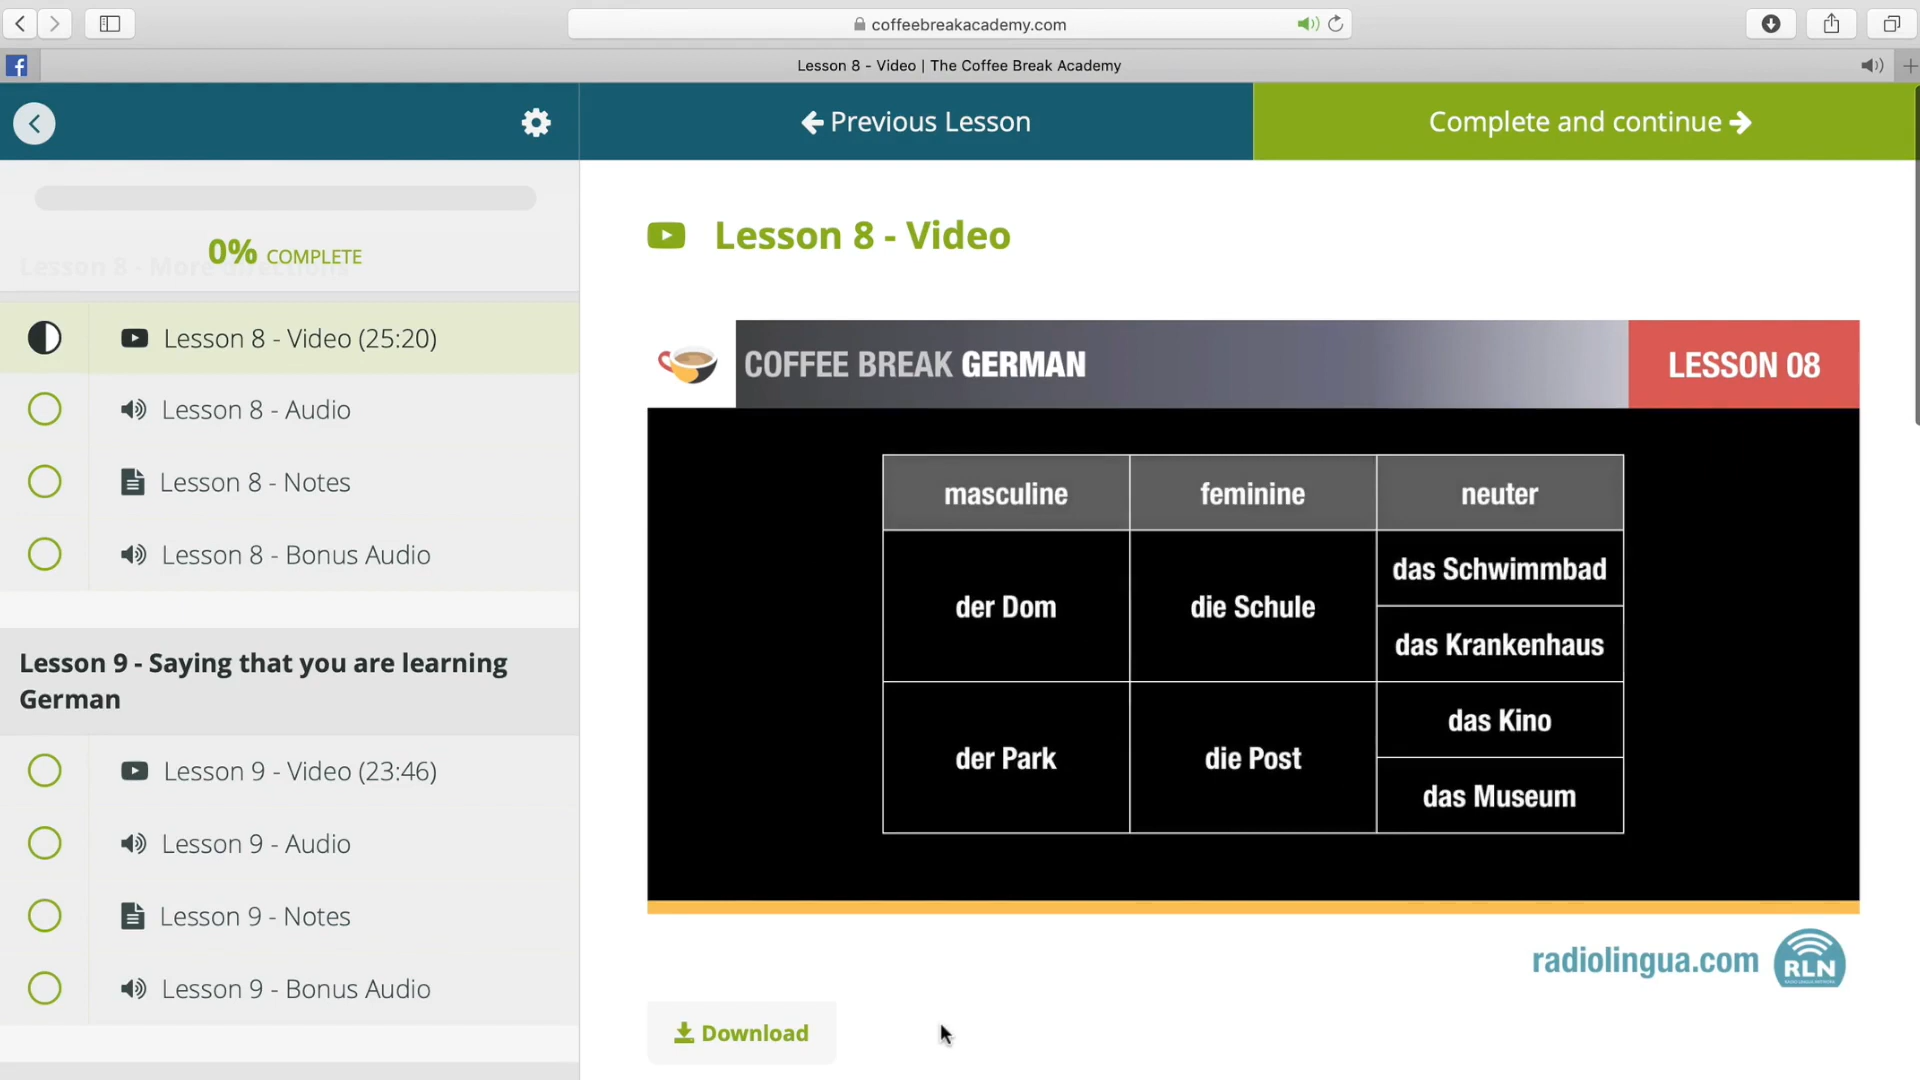 coffeebreakacademy.com
Lesson 8 - Video | The Coffee Break Academy
Previous Lesson
Complete and continue
0% COMPLETE
Lesson 8 - More directions
Lesson 8 - Video (25:20)
Lesson 8 - Audio
Lesson 8 - Notes
Lesson 8 - Bonus Audio
Lesson 9 - Saying that you are learning
German
Lesson 9 - Video (23:46)
Lesson 9 - Audio
Lesson 9 - Notes
Lesson 9 - Bonus Audio
Lesson 8 - Video
COFFEE BREAK GERMAN
LESSON 08
masculine feminine neuter
der Dom die Schule das Schwimmbad
das Krankenhaus
der Park die Post das Kino
das Museum
radiolingua.com
RLN
Download